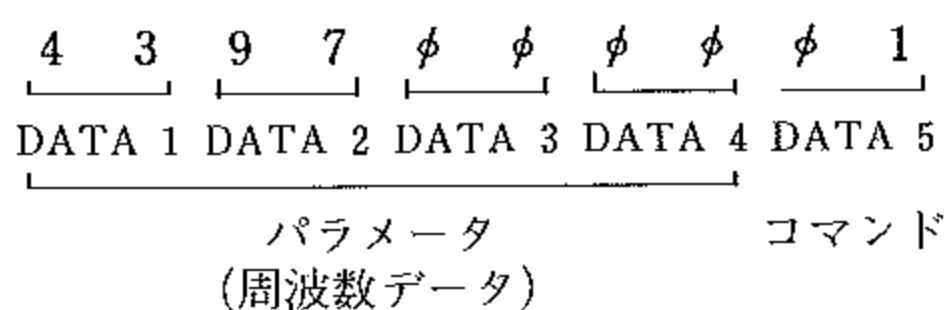 4 3 9 7 φ φ φ φ φ 1
DATA 1 DATA 2 DATA 3 DATA 4 DATA 5
パラメータ コマンド
(周波数データ)